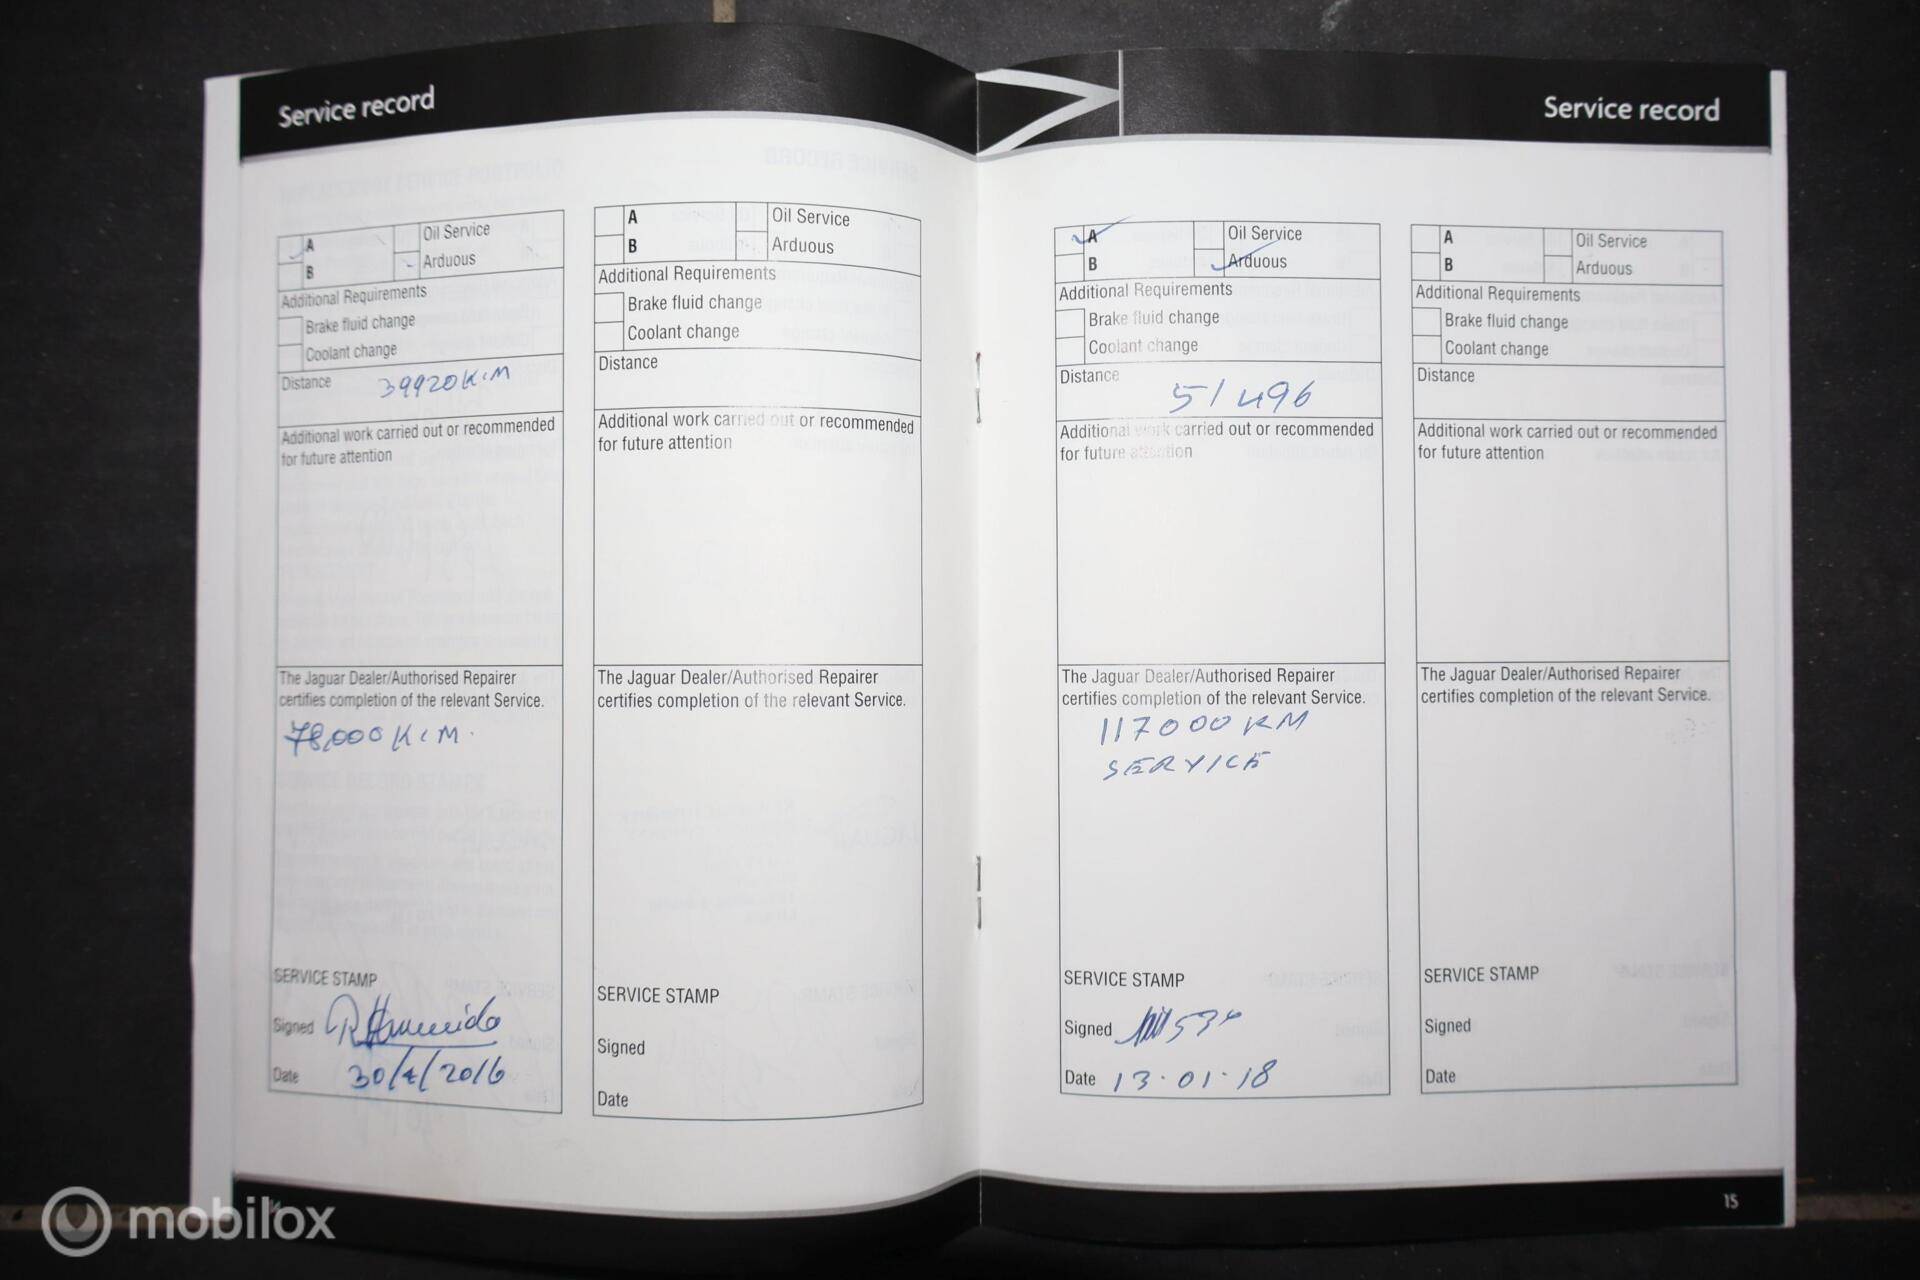 Service record
A
Oil Service
B
Arduous
Additional Requirements
Brake fluid change
Coolant change
Distance 39920 K.M
Additional work carried out or recommended
for future attention
The Jaguar Dealer/Authorised Repairer
certifies completion of the relevant Service.
78,000 K.M.
SERVICE STAMP
Signed
Date 30/4/2016
A
Oil Service
B
Arduous
Additional Requirements
Brake fluid change
Coolant change
Distance
Additional work carried out or recommended
for future attention
The Jaguar Dealer/Authorised Repairer
certifies completion of the relevant Service.
SERVICE STAMP
Signed
Date
Service record
A
Oil Service
B
Arduous
Additional Requirements
Brake fluid change
Coolant change
Distance 51496
Additional work carried out or recommended
for future attention
The Jaguar Dealer/Authorised Repairer
certifies completion of the relevant Service.
117000 KM
SERVICE
SERVICE STAMP
Signed
Date 13.01.18
A
Oil Service
B
Arduous
Additional Requirements
Brake fluid change
Coolant change
Distance
Additional work carried out or recommended
for future attention
The Jaguar Dealer/Authorised Repairer
certifies completion of the relevant Service.
SERVICE STAMP
Signed
Date
15
mobilox